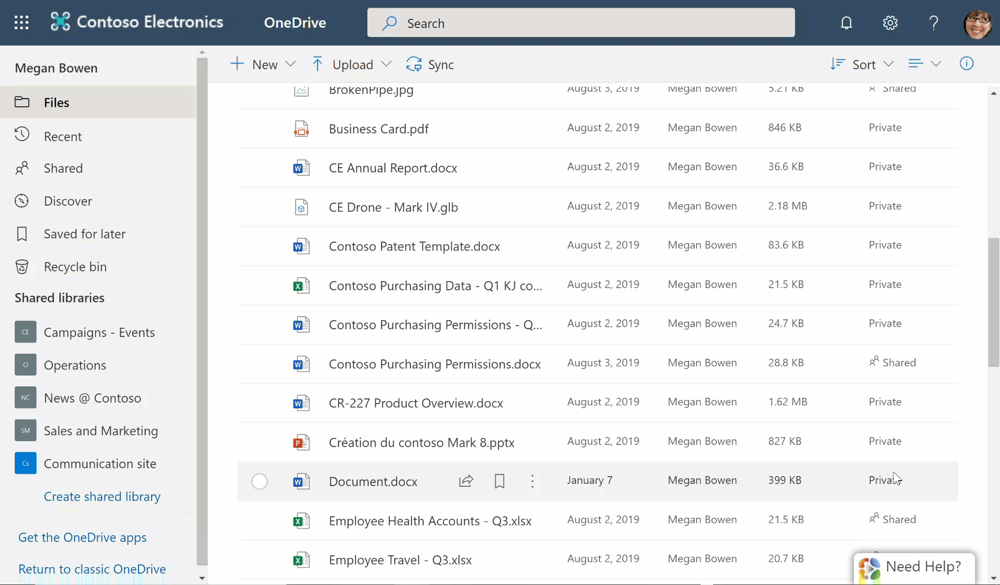 Contoso Electronics OneDrive Search
Megan Bowen
Files
Recent
Shared
Discover
Saved for later
Recycle bin
Shared libraries
CE Campaigns - Events
O Operations
NC News @ Contoso
SM Sales and Marketing
Cs Communication site
Create shared library
Get the OneDrive apps
Return to classic OneDrive
New Upload Sync Sort
BrokenPipe.jpg August 3, 2019 Megan Bowen 5.21 KB Shared
Business Card.pdf August 2, 2019 Megan Bowen 846 KB Private
CE Annual Report.docx August 2, 2019 Megan Bowen 36.6 KB Private
CE Drone - Mark IV.glb August 2, 2019 Megan Bowen 2.18 MB Private
Contoso Patent Template.docx August 2, 2019 Megan Bowen 83.6 KB Private
Contoso Purchasing Data - Q1 KJ co... August 2, 2019 Megan Bowen 21.5 KB Private
Contoso Purchasing Permissions - Q... August 2, 2019 Megan Bowen 24.7 KB Private
Contoso Purchasing Permissions.docx August 3, 2019 Megan Bowen 28.8 KB Shared
CR-227 Product Overview.docx August 2, 2019 Megan Bowen 1.62 MB Private
Création du contoso Mark 8.pptx August 2, 2019 Megan Bowen 827 KB Private
Document.docx January 7 Megan Bowen 399 KB Private
Employee Health Accounts - Q3.xlsx August 2, 2019 Megan Bowen 21.5 KB Shared
Employee Travel - Q3.xlsx August 2, 2019 Megan Bowen 20.7 KB
Need Help?